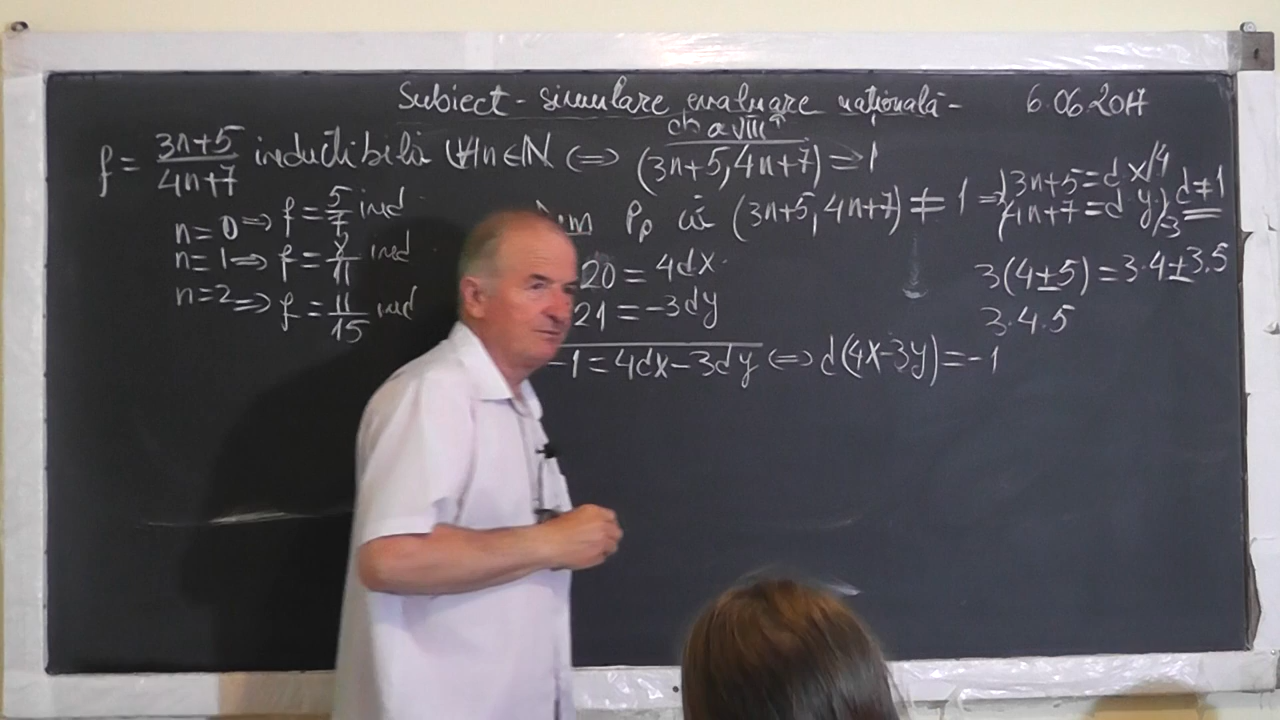 Subiect - simulare evaluare națională - 6.06.2017
cls a VIII a
f = 3n+5/4n+7 ireductibilă (∀)n∈N ⇔ (3n+5, 4n+7) = 1
n=0 ⇒ f = 5/7 ired
n=1 ⇒ f = 8/11 ired
n=2 ⇒ f = 11/15 ired
Pp că (3n+5, 4n+7) ≠ 1 ⇒ { 3n+5 = d x /4
4n+7 = d y /-3 , d≠1
20 = 4dx
21 = -3dy
-1 = 4dx-3dy ⇔ d(4x-3y) = -1
3(4±5) = 3·4±3·5
3·4·5